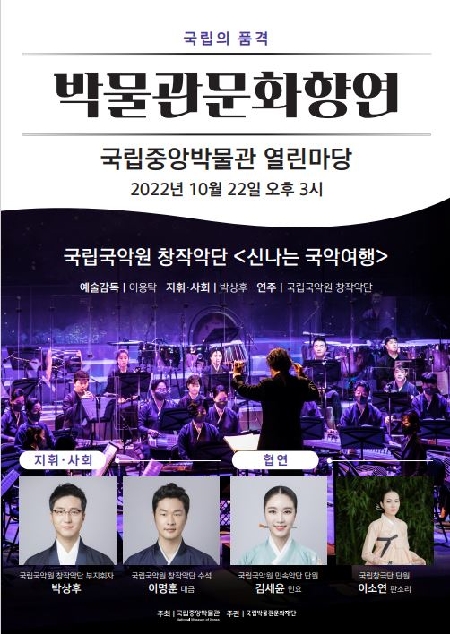 국립의 품격
박물관문화향연
국립중앙박물관 열린마당
2022년 10월 22일 오후 3시
국립국악원 창작악단 <신나는 국악여행>
예술감독 | 이용탁 지휘·사회 | 박상후 연주 | 국립국악원 창작악단
지휘·사회
협연
국립국악원 창작악단 부지휘자
박상후
국립국악원 창작악단 수석
이명훈 대금
국립국악원 민속악단 단원
김세윤 민요
국립창극단 단원
이소연 판소리
주최 | 국립중앙박물관 주관 | 국립박물관문화재단
National Museum of Korea